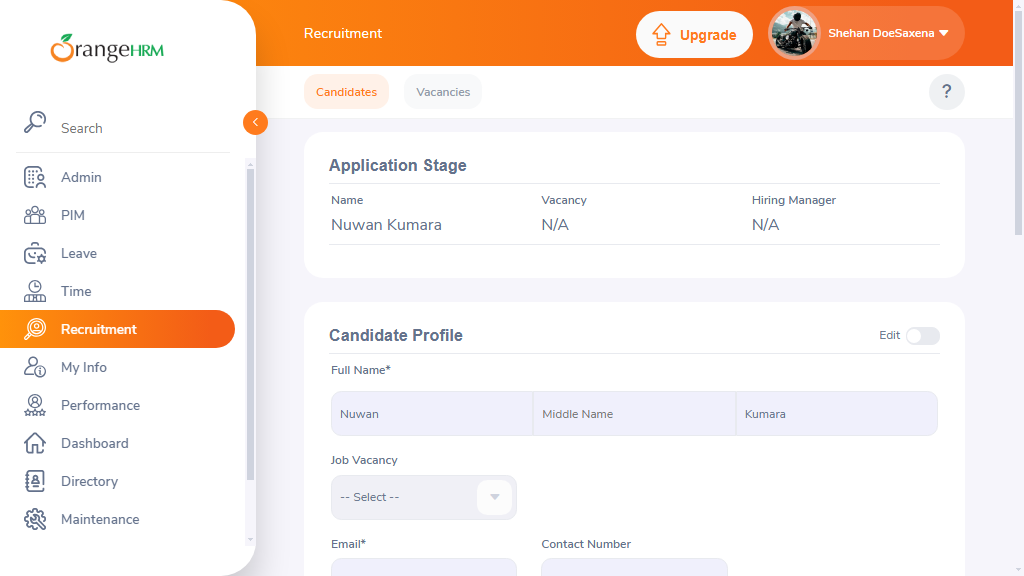 OrangeHRM
Recruitment
Upgrade
Shehan DoeSaxena
Candidates
Vacancies
?
Search
Admin
PIM
Leave
Time
Recruitment
My Info
Performance
Dashboard
Directory
Maintenance
Application Stage
Name
Vacancy
Hiring Manager
Nuwan Kumara
N/A
N/A
Candidate Profile
Edit
Full Name*
Nuwan
Middle Name
Kumara
Job Vacancy
-- Select --
Email*
Contact Number